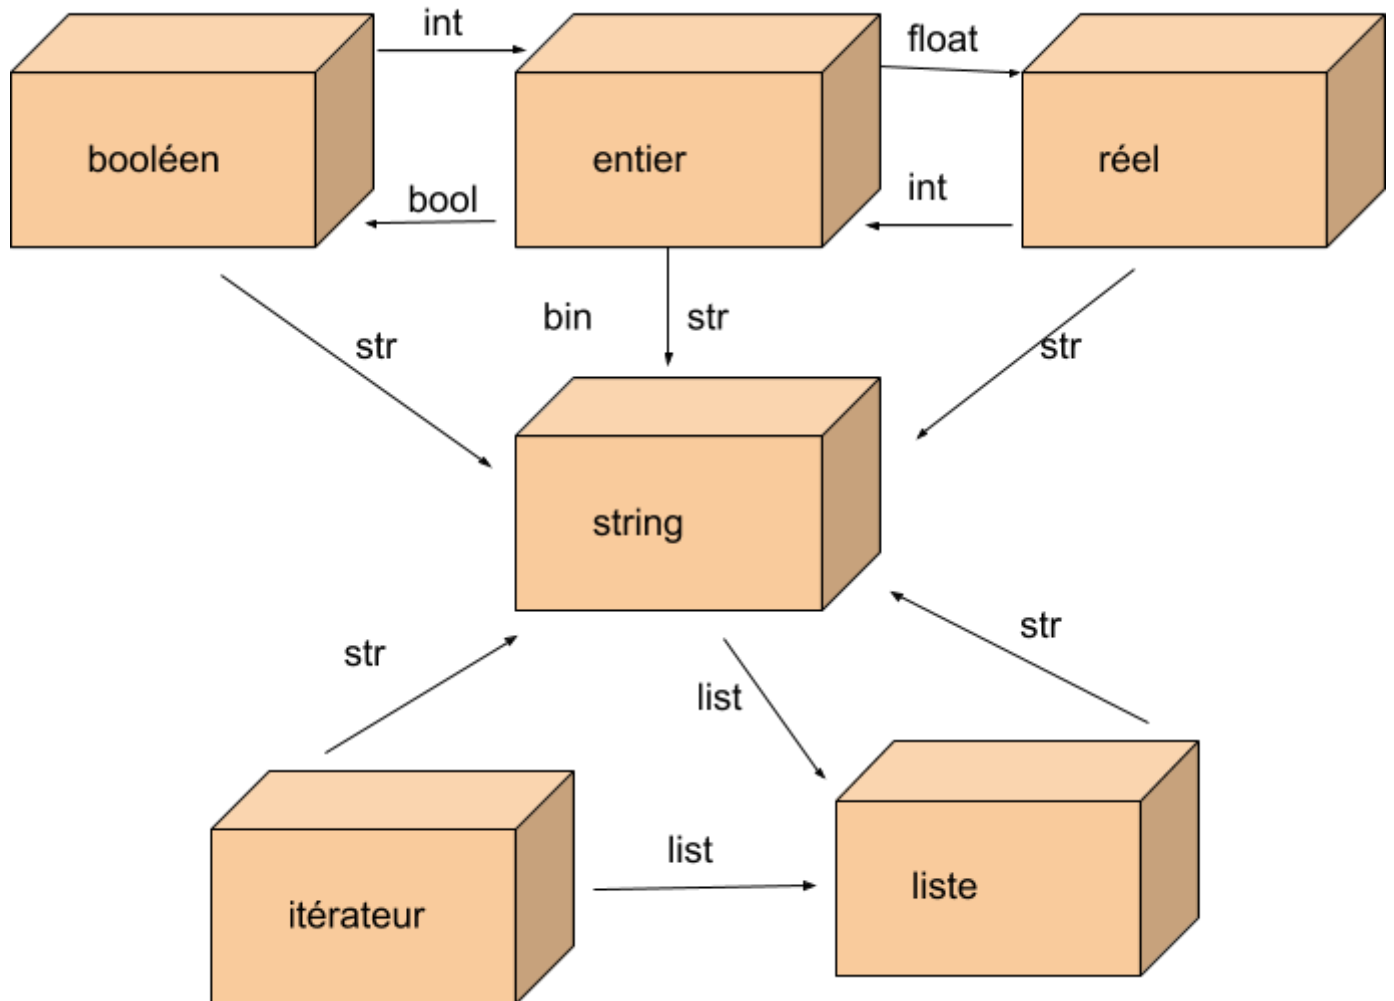 int
float
booléen
entier
réel
bool
int
bin
str
str
str
string
str
str
list
list
liste
itérateur